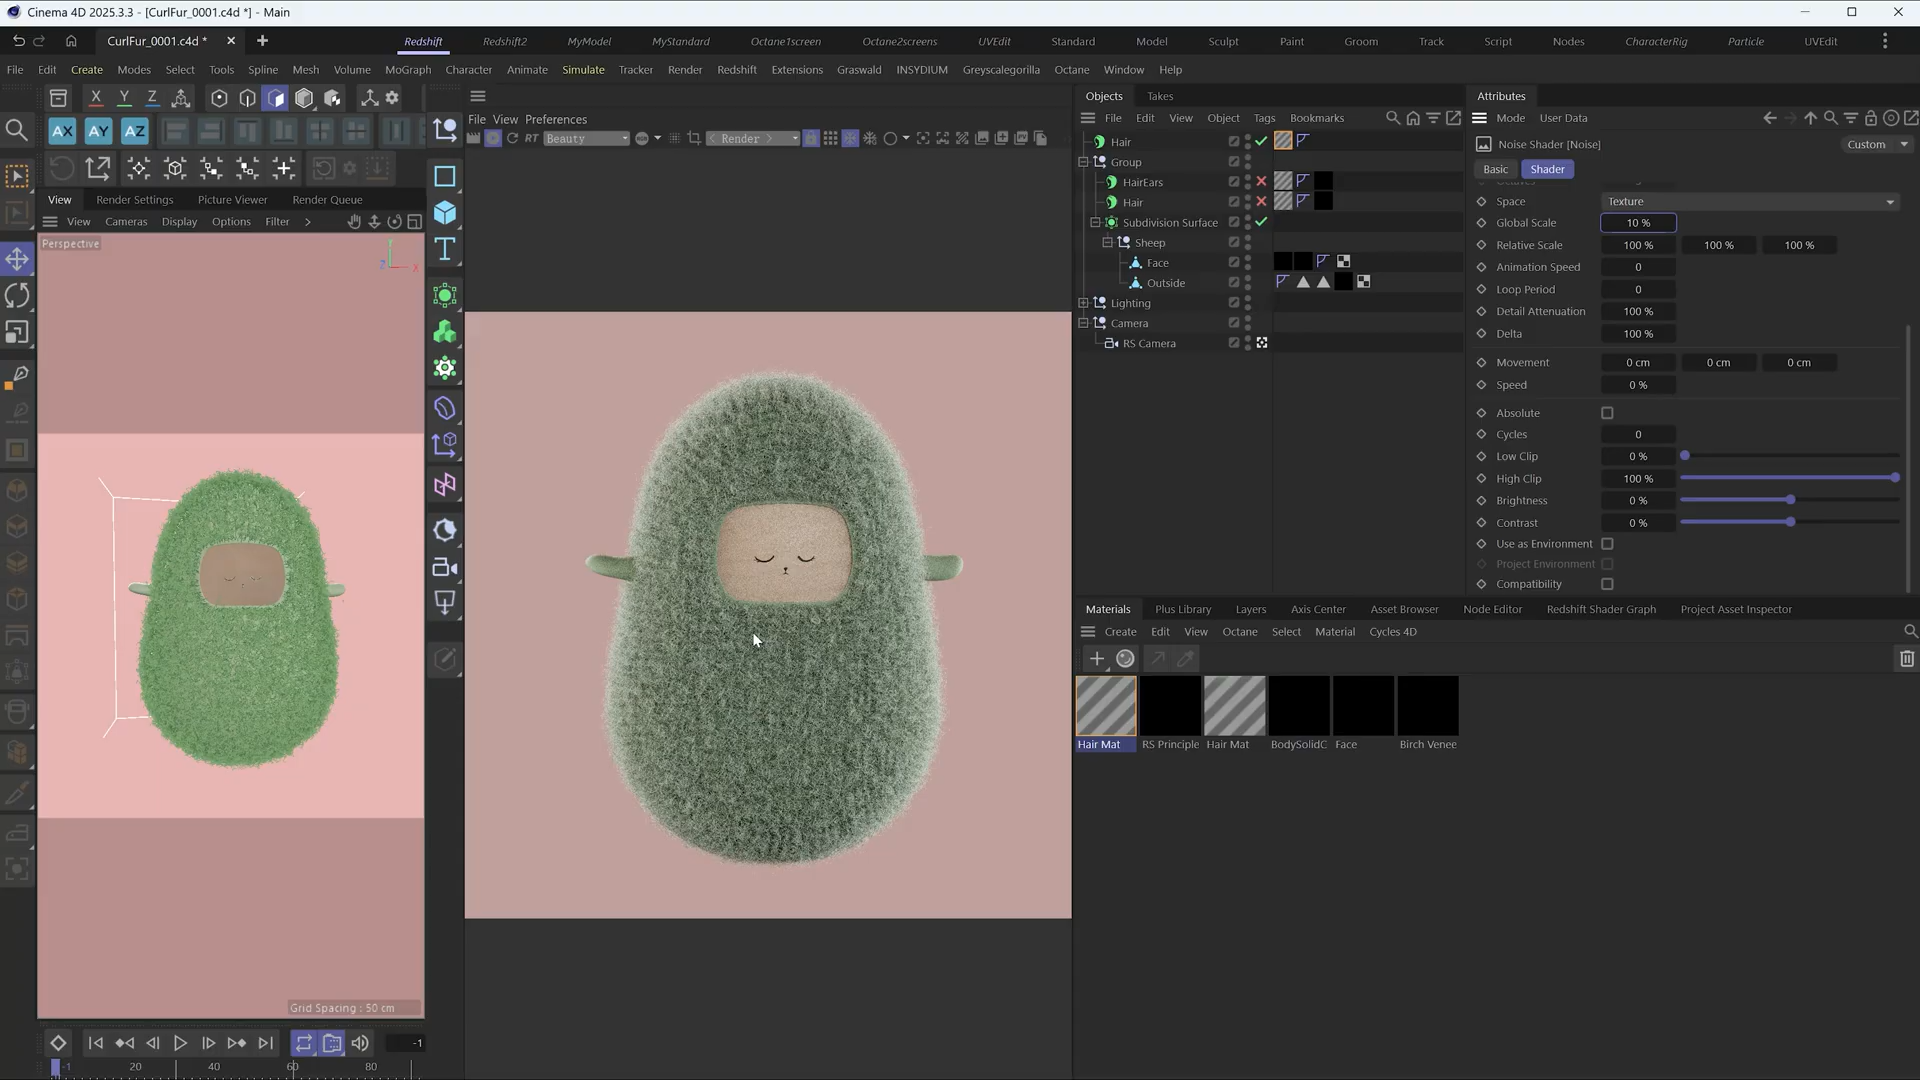 Cinema 4D 2025.3.3 - [CurlFur_0001.c4d *] - Main
CurlFur_0001.c4d *
Redshift Redshift2 MyModel MyStandard Octane1screen Octane2screens UVEdit Standard Model Sculpt Paint Groom Track Script Nodes CharacterRig Particle UVEdit
File Edit Create Modes Select Tools Spline Mesh Volume MoGraph Character Animate Simulate Tracker Render Redshift Extensions Graswald INSYDIUM Greyscalegorilla Octane Window Help
X Y Z
AX AY AZ
View Render Settings Picture Viewer Render Queue
View Cameras Display Options Filter
Perspective
Y
X
Z
Grid Spacing : 50 cm
-1
-1 20 40 60 80
File View Preferences
RT Beauty < Render >
Objects Takes
File Edit View Object Tags Bookmarks
Hair
Group
HairEars
Hair
Subdivision Surface
Sheep
Face
Outside
Lighting
Camera
RS Camera
Attributes
Mode User Data
Noise Shader [Noise]
Custom
Basic Shader
Space Texture
Global Scale 10 %
Relative Scale 100 % 100 % 100 %
Animation Speed 0
Loop Period 0
Detail Attenuation 100 %
Delta 100 %
Movement 0 cm 0 cm 0 cm
Speed 0 %
Absolute
Cycles 0
Low Clip 0 %
High Clip 100 %
Brightness 0 %
Contrast 0 %
Use as Environment
Project Environment
Compatibility
Materials Plus Library Layers Axis Center Asset Browser Node Editor Redshift Shader Graph Project Asset Inspector
Create Edit View Octane Select Material Cycles 4D
Hair Mat RS Principle Hair Mat BodySolidC Face Birch Venee